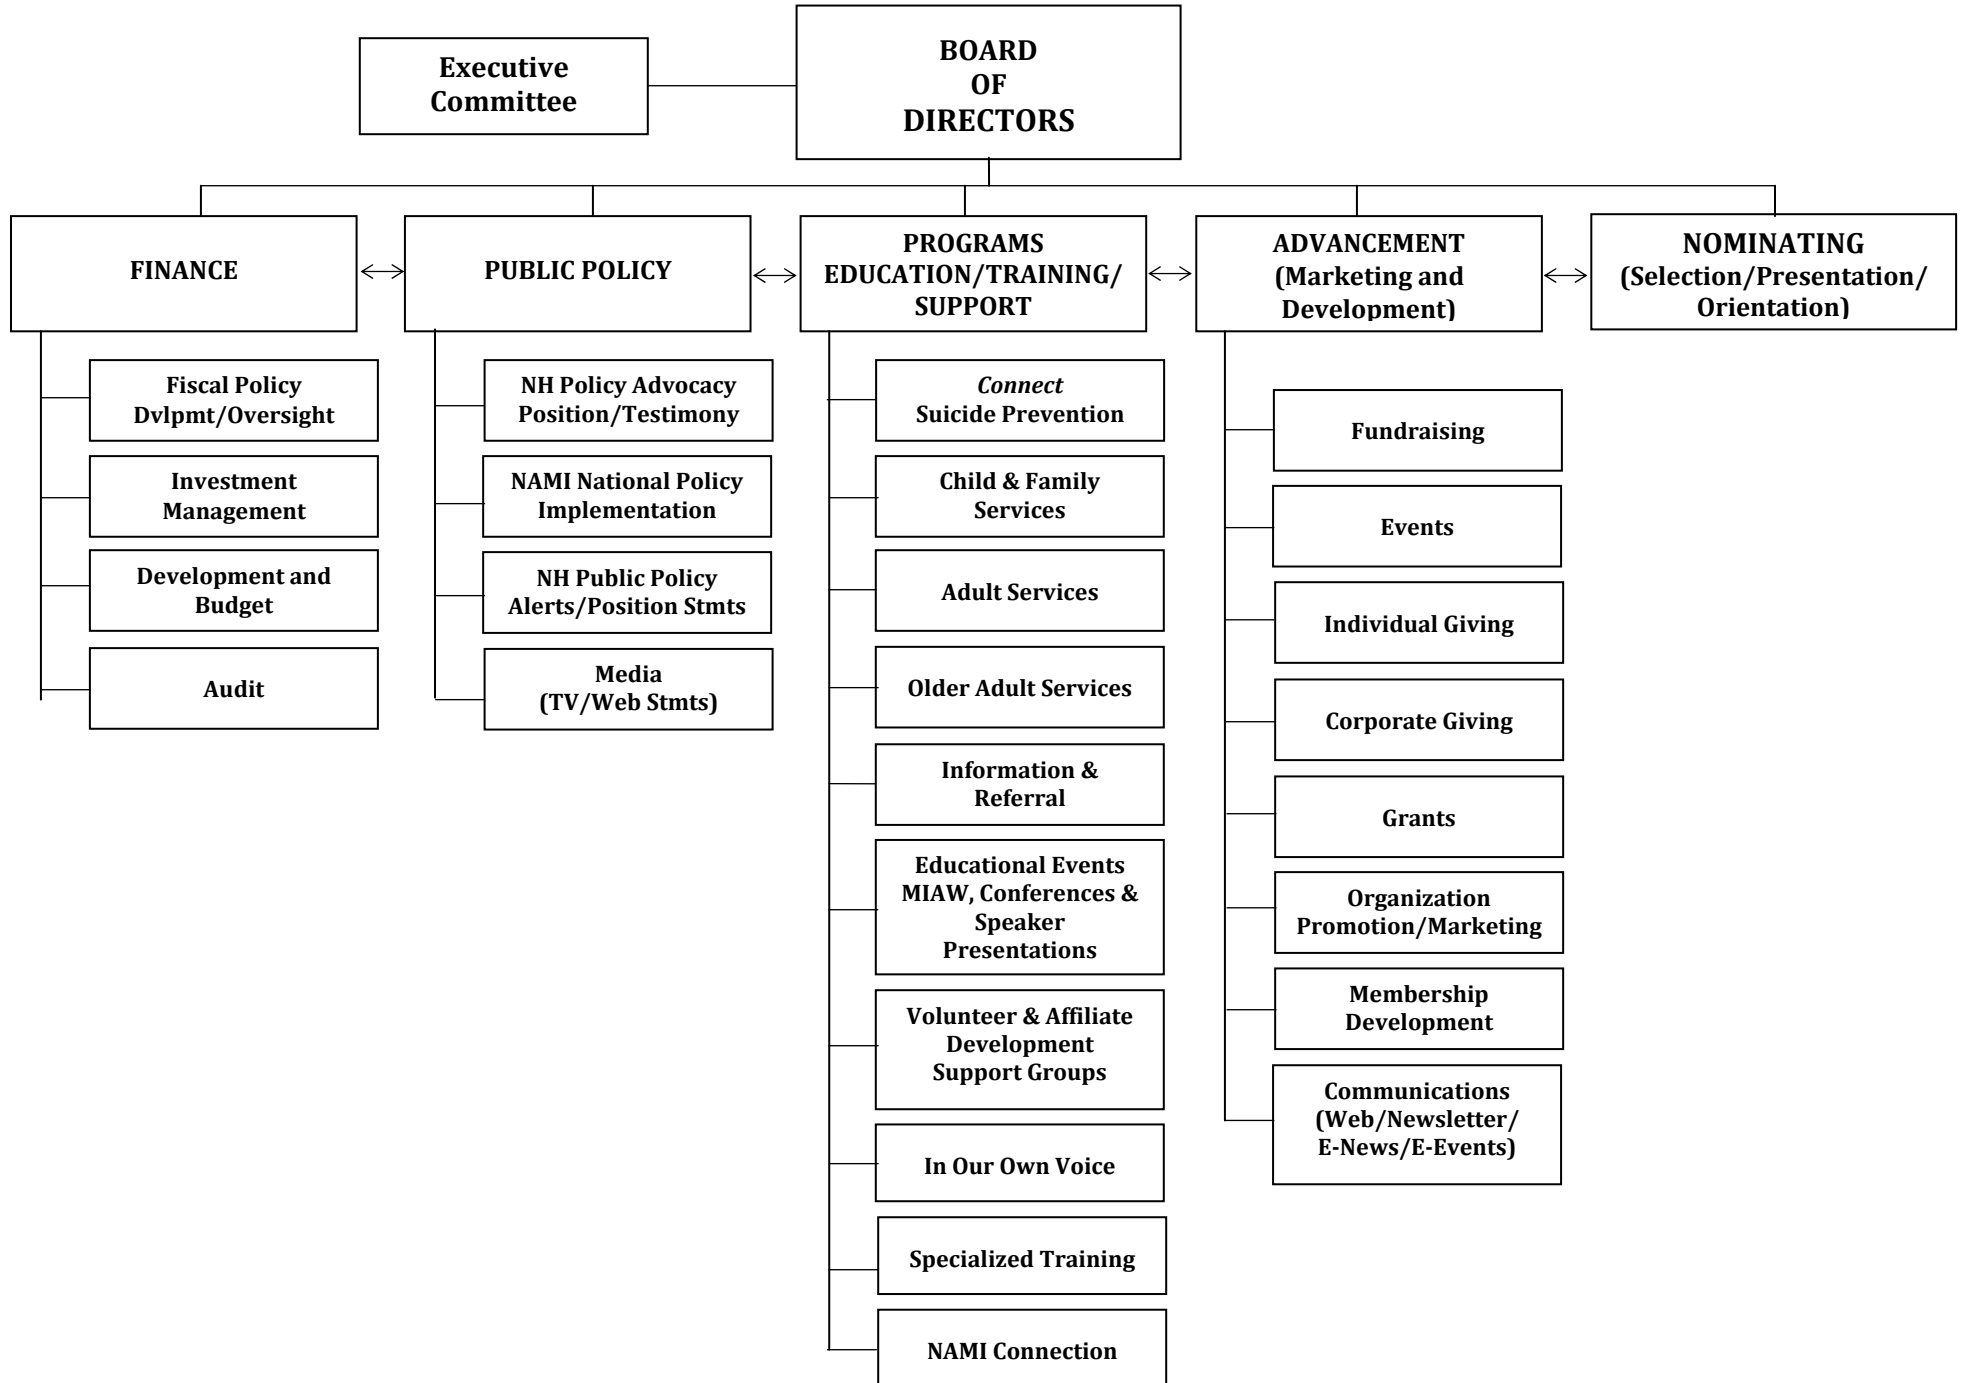 Executive
Committee
BOARD
OF
DIRECTORS
FINANCE
PUBLIC POLICY
PROGRAMS
EDUCATION/TRAINING/
SUPPORT
ADVANCEMENT
(Marketing and
Development)
NOMINATING
(Selection/Presentation/
Orientation)
Fiscal Policy
Dvlpmt/Oversight
Investment
Management
Development and
Budget
Audit
NH Policy Advocacy
Position/Testimony
NAMI National Policy
Implementation
NH Public Policy
Alerts/Position Stmts
Media
(TV/Web Stmts)
Connect
Suicide Prevention
Child & Family
Services
Adult Services
Older Adult Services
Information &
Referral
Educational Events
MIAW, Conferences &
Speaker
Presentations
Volunteer & Affiliate
Development
Support Groups
In Our Own Voice
Specialized Training
NAMI Connection
Fundraising
Events
Individual Giving
Corporate Giving
Grants
Organization
Promotion/Marketing
Membership
Development
Communications
(Web/Newsletter/
E-News/E-Events)